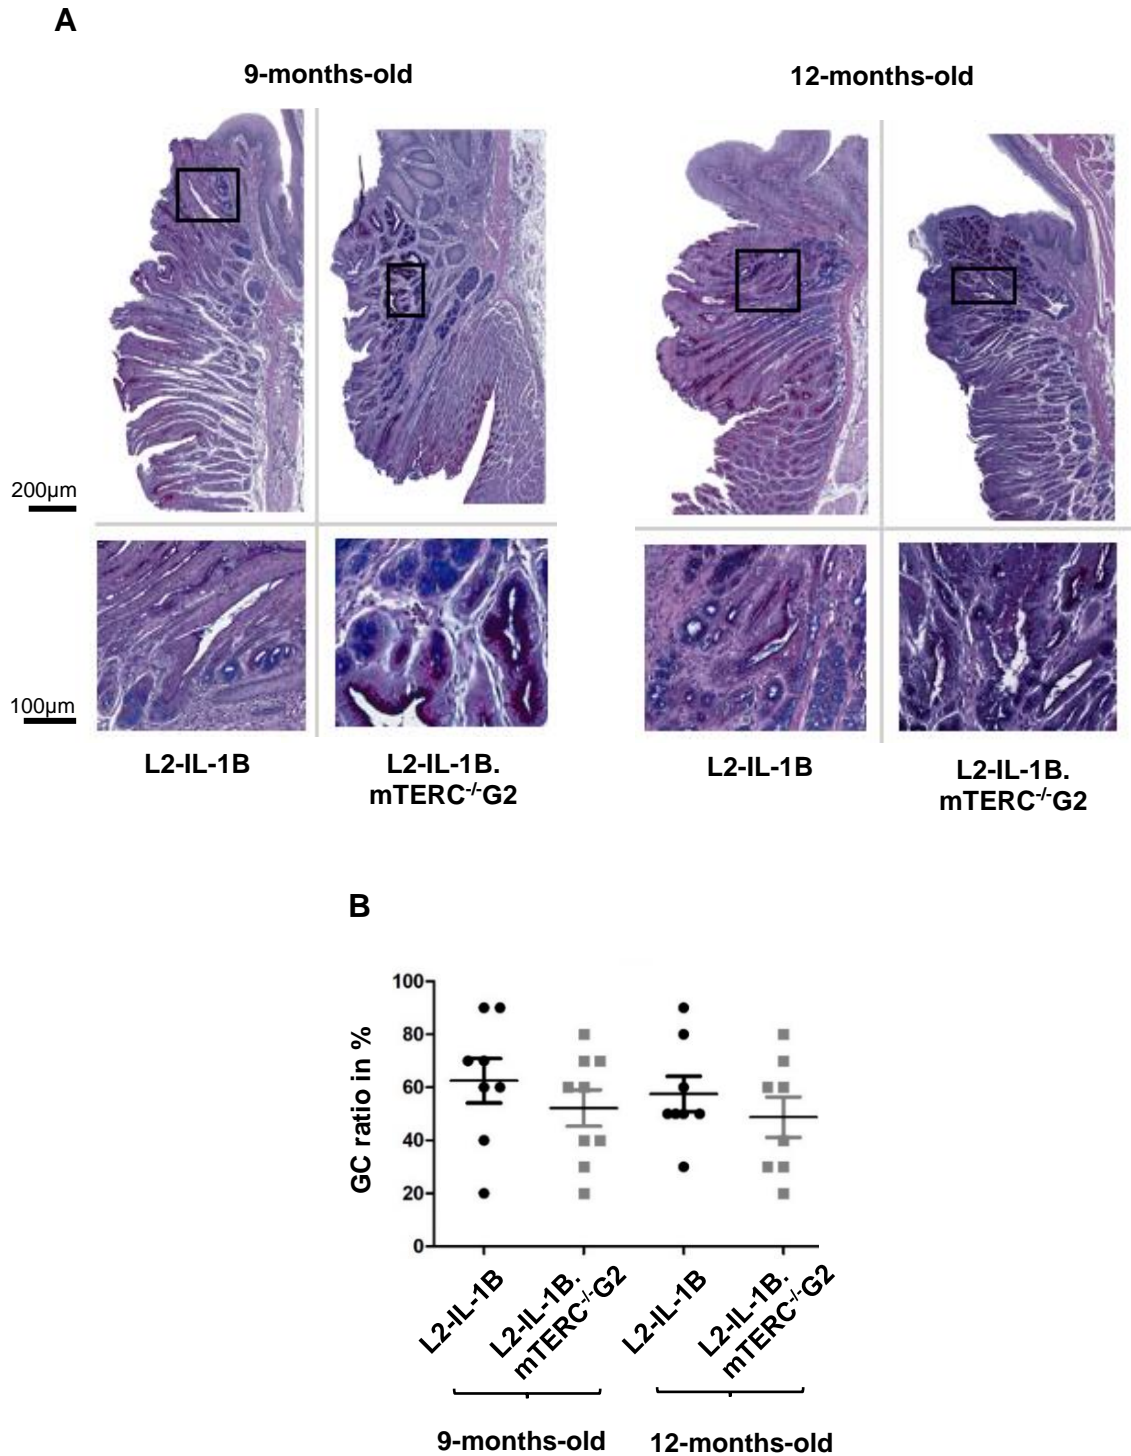 A
9-months-old
12-months-old
200µm
100µm
L2-IL-1B
L2-IL-1B.
mTERC-/-G2
L2-IL-1B
L2-IL-1B.
mTERC-/-G2
B
GC ratio in %
100
80
60
40
20
0
L2-IL-1B
L2-IL-1B.
mTERC-/-G2
L2-IL-1B
L2-IL-1B.
mTERC-/-G2
9-months-old
12-months-old